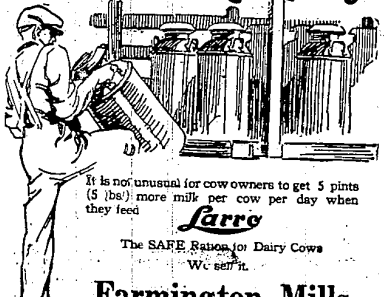 It is not unusual for cow owners to get 5 pints
(5 lbs.) more milk per cow per day when
they feed
Larro
The SAFE Ration for Dairy Cows
We sell it.
Farmington Mills